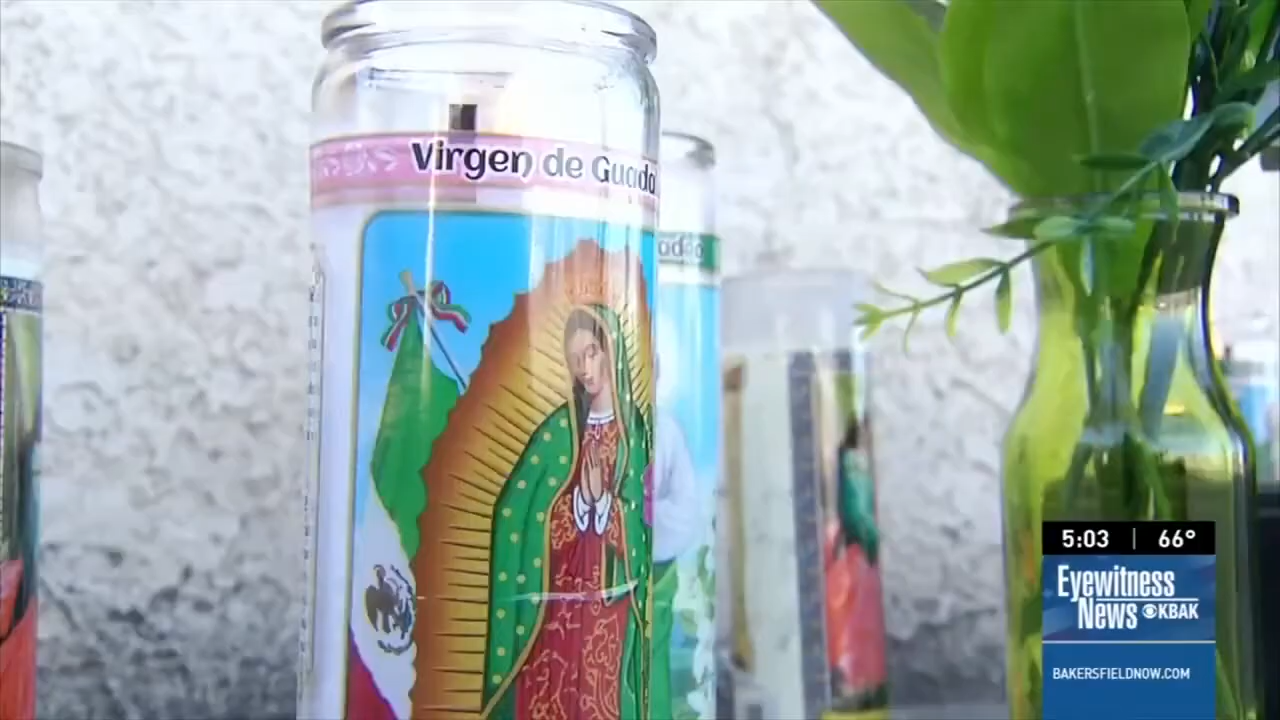 Virgen de Guada
5:03 | 66°
Eyewitness
News KBAK
BAKERSFIELDNOW.COM